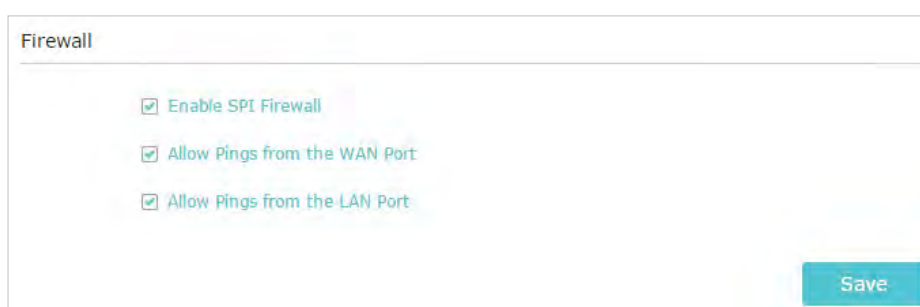 Firewall
Enable SPI Firewall
Allow Pings from the WAN Port
Allow Pings from the LAN Port
Save